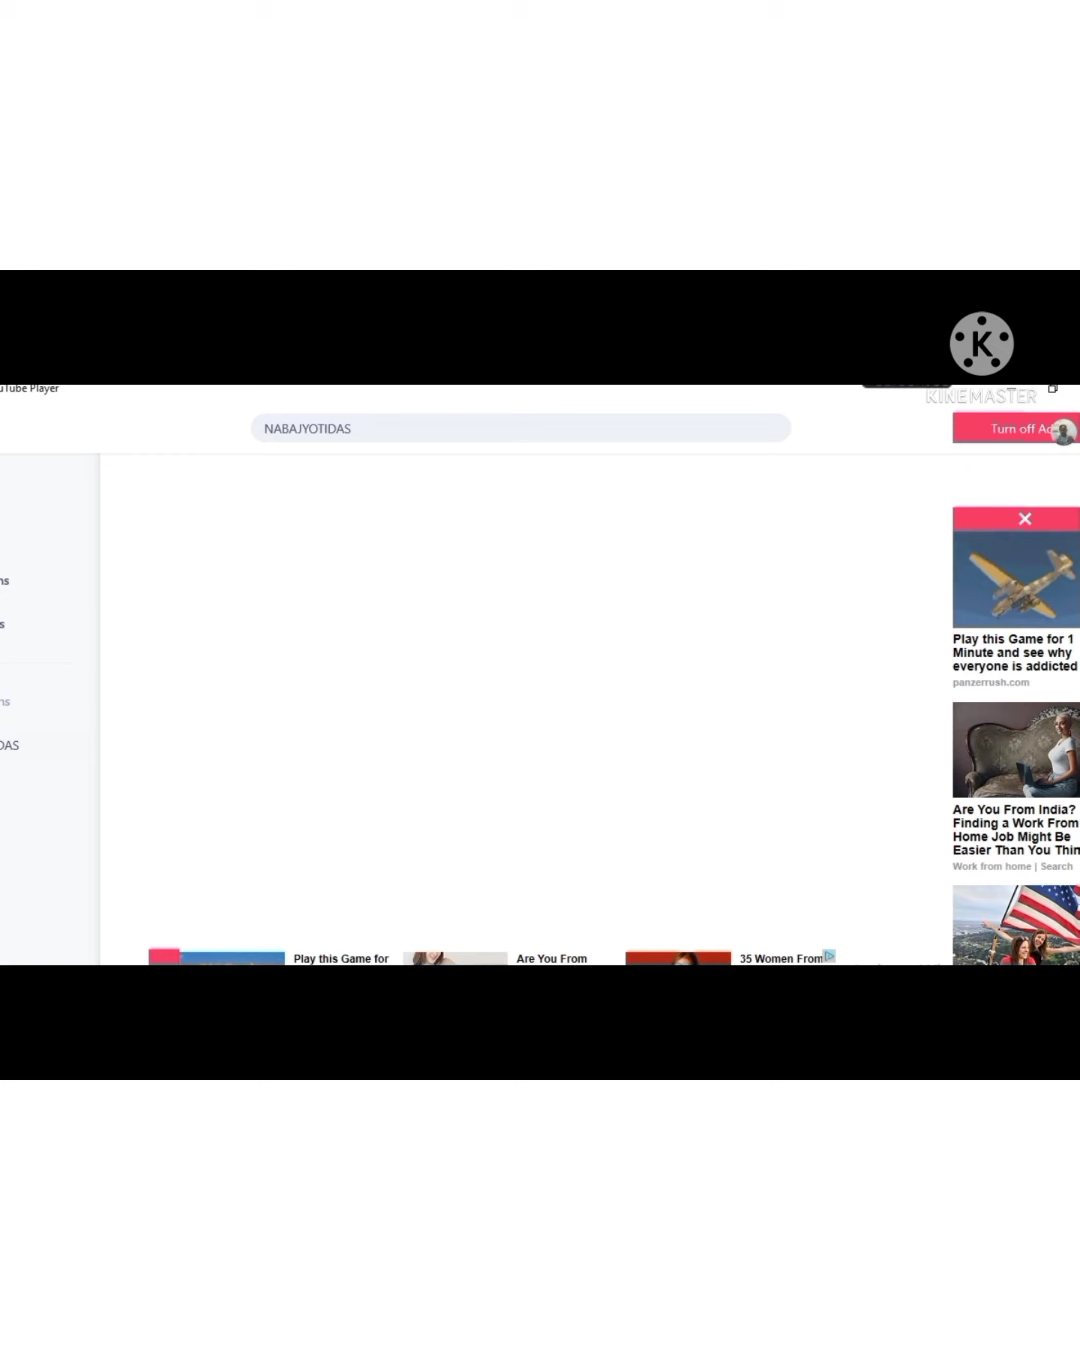 K
KINEMASTER
uTube Player
NABAJYOTIDAS
Turn off Ad
ns
s
ns
DAS
Play this Game for 1
Minute and see why
everyone is addicted
panzerrush.com
Are You From India?
Finding a Work From
Home Job Might Be
Easier Than You Thin
Work from home | Search
Play this Game for
Are You From
35 Women From